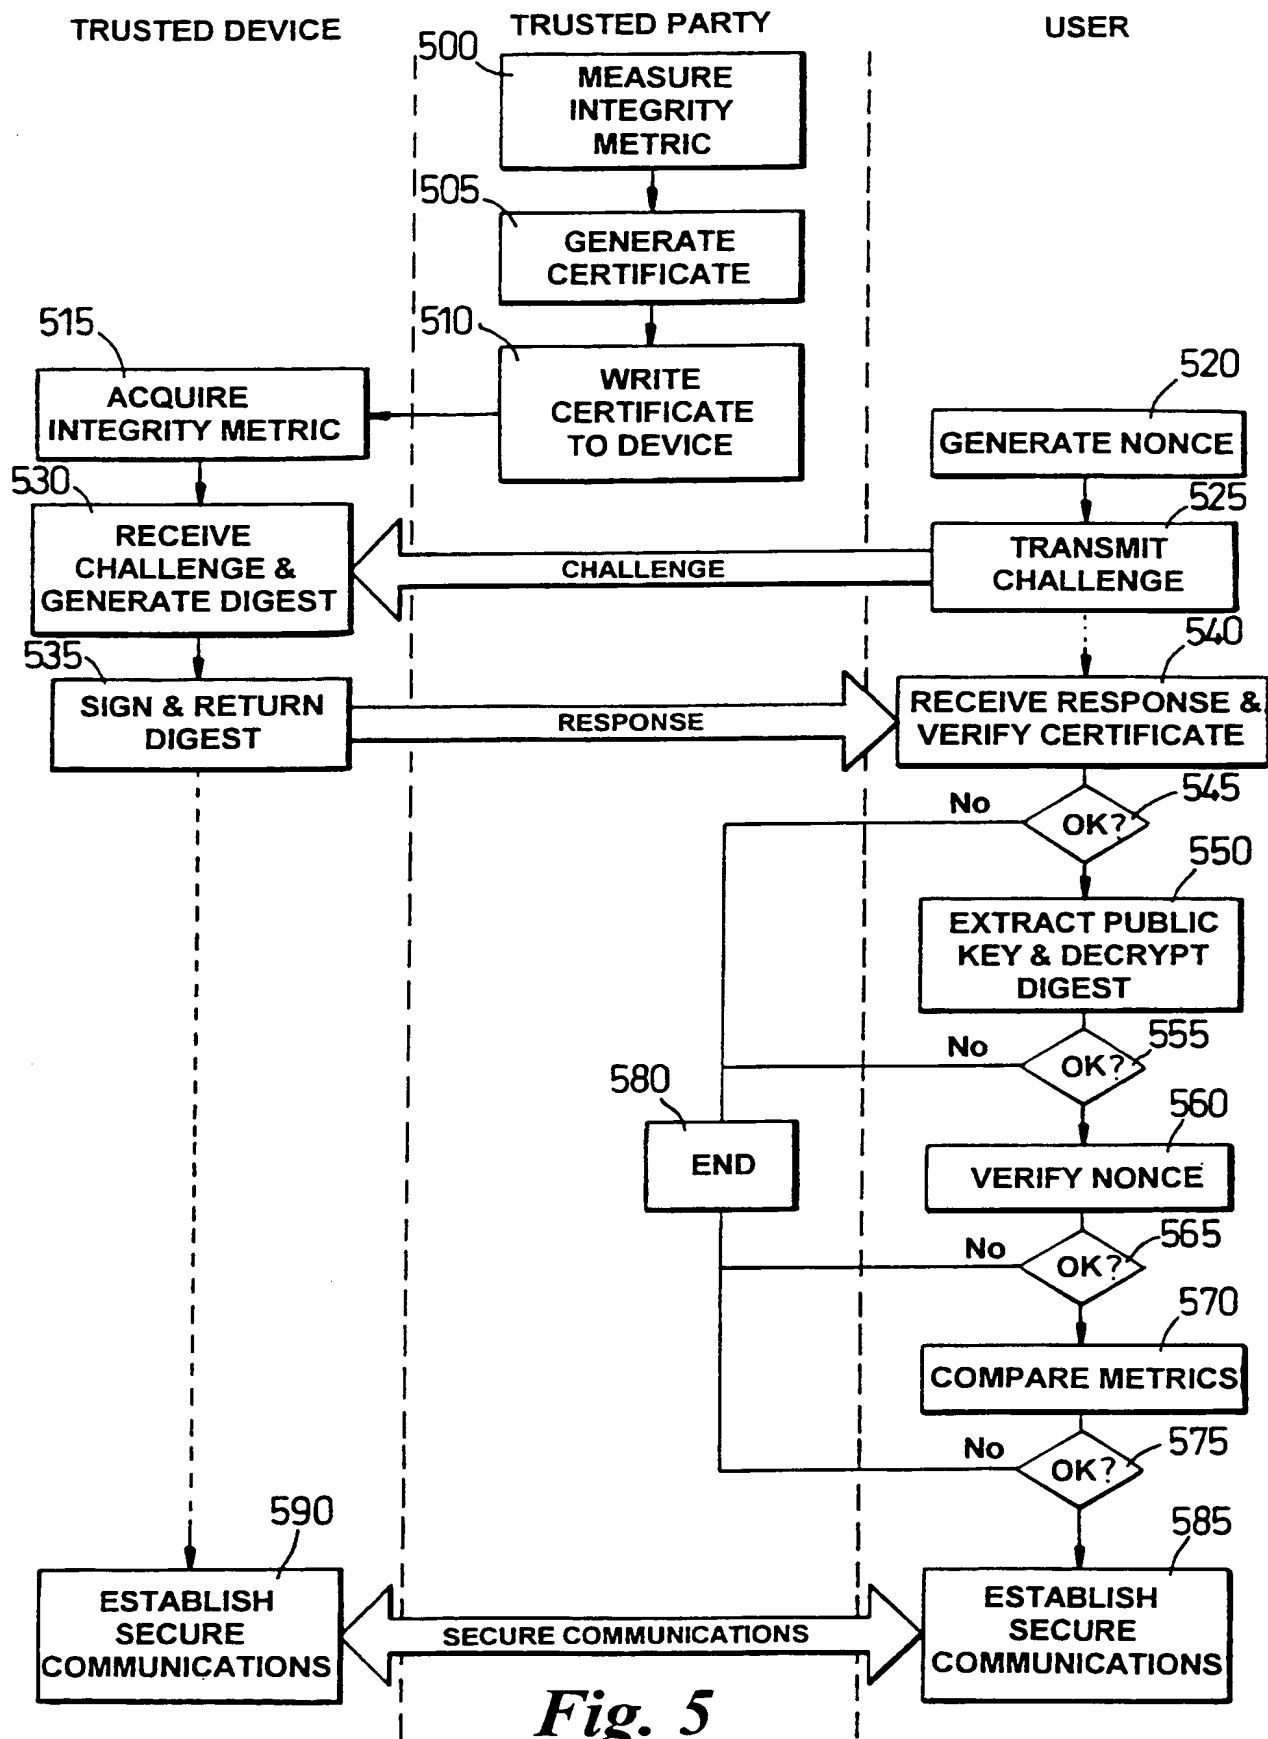 TRUSTED DEVICE
TRUSTED PARTY
USER
500
MEASURE
INTEGRITY
METRIC
505
GENERATE
CERTIFICATE
510
WRITE
CERTIFICATE
TO DEVICE
515
ACQUIRE
INTEGRITY METRIC
520
GENERATE NONCE
525
TRANSMIT
CHALLENGE
CHALLENGE
530
RECEIVE
CHALLENGE &
GENERATE DIGEST
535
SIGN & RETURN
DIGEST
RESPONSE
540
RECEIVE RESPONSE &
VERIFY CERTIFICATE
545
OK?
No
550
EXTRACT PUBLIC
KEY & DECRYPT
DIGEST
555
OK?
No
580
END
560
VERIFY NONCE
565
OK?
No
570
COMPARE METRICS
575
OK?
No
590
ESTABLISH
SECURE
COMMUNICATIONS
SECURE COMMUNICATIONS
585
ESTABLISH
SECURE
COMMUNICATIONS
Fig. 5